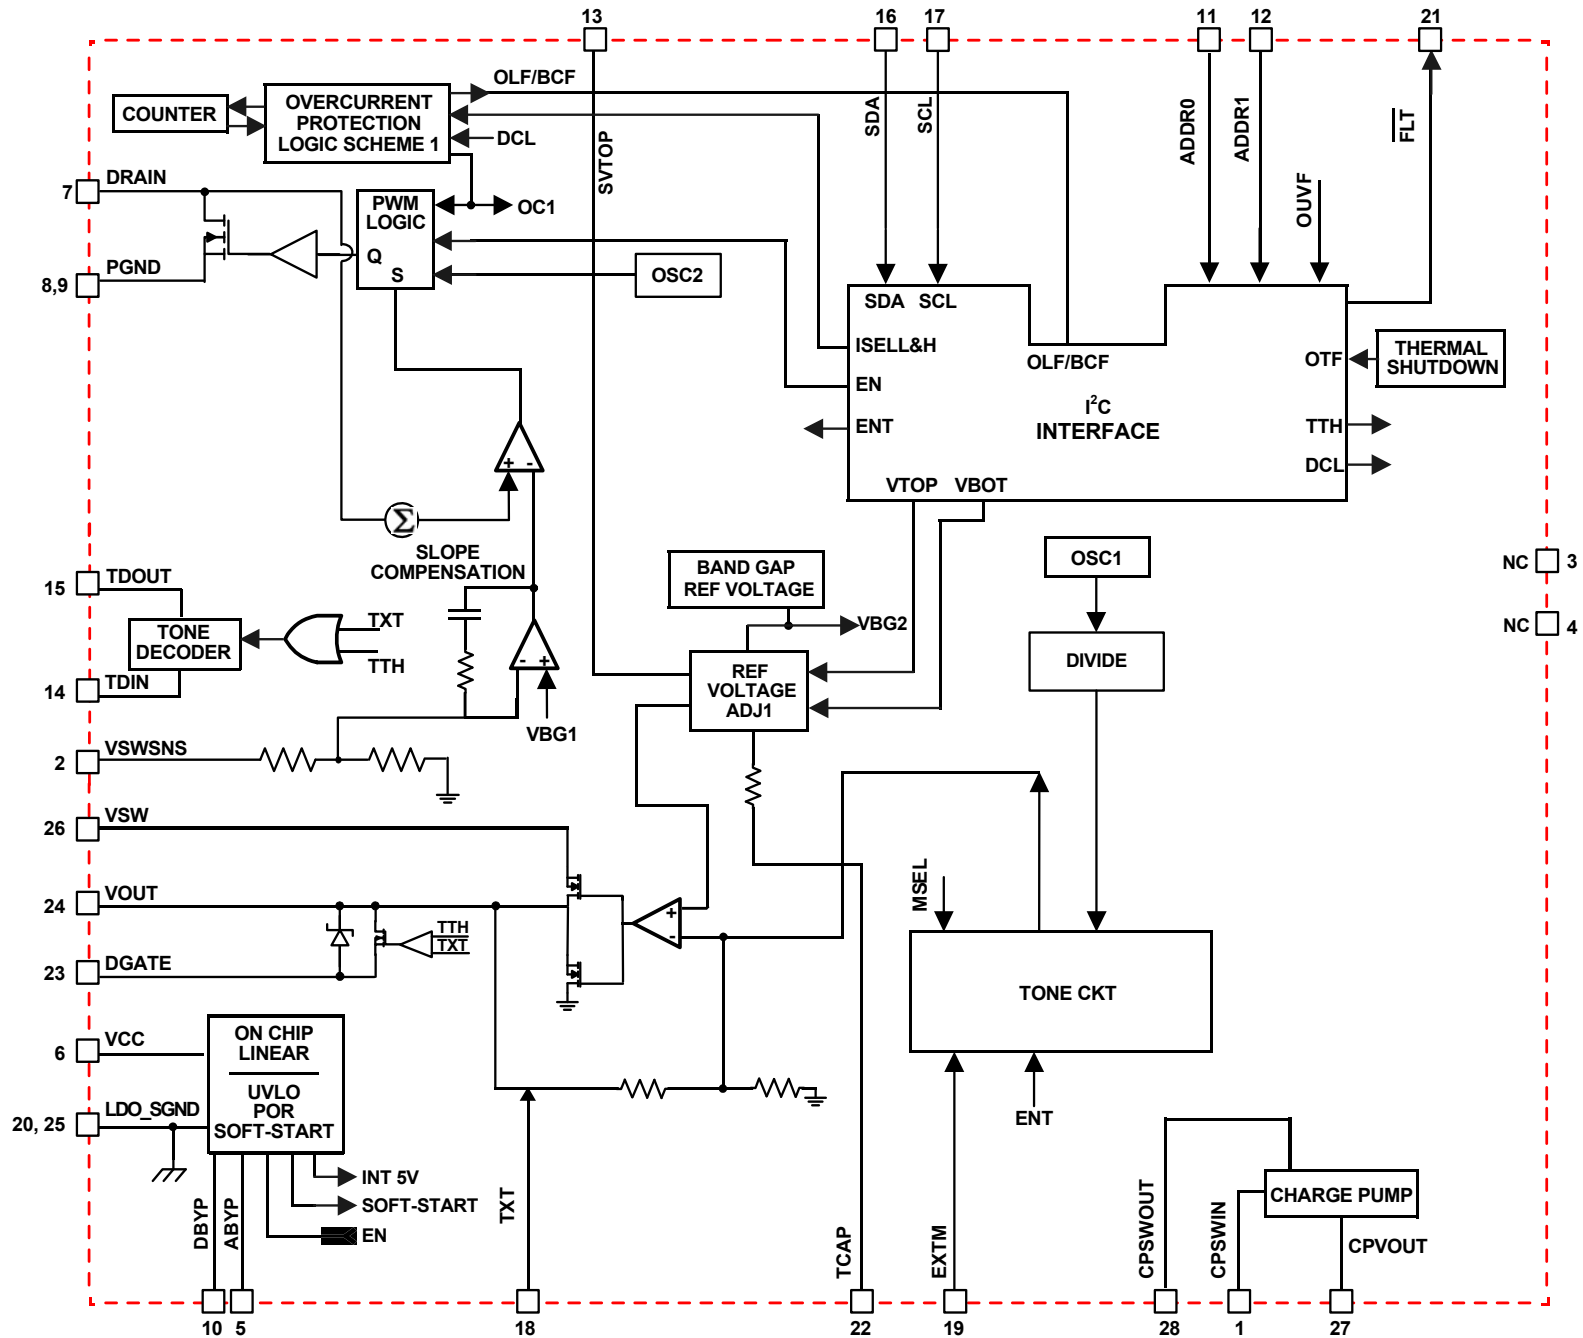 13
16
17
11
12
21
OLF/BCF
COUNTER
OVERCURRENT
PROTECTION
LOGIC SCHEME 1
DCL
SVTOP
SDA
SCL
ADDR0
ADDR1
FLT
7
DRAIN
PWM
LOGIC
Q
S
OC1
OUVF
8,9
PGND
OSC2
SDA
SCL
ISELL&H
OLF/BCF
OTF
THERMAL
SHUTDOWN
EN
ENT
I²C
INTERFACE
TTH
DCL
VTOP
VBOT
+
-
Σ
SLOPE
COMPENSATION
BAND GAP
REF VOLTAGE
OSC1
NC
3
NC
4
15
TDOUT
TONE
DECODER
TXT
TTH
14
TDIN
-
+
VBG1
VBG2
REF
VOLTAGE
ADJ1
DIVIDE
2
VSWSNS
26
VSW
24
VOUT
TTH
TXT
23
DGATE
+
-
MSEL
TONE CKT
6
VCC
ON CHIP
LINEAR
UVLO
POR
SOFT-START
20, 25
LDO_SGND
INT 5V
SOFT-START
EN
DBYP
ABYP
TXT
TCAP
EXTM
ENT
CPSWOUT
CPSWIN
CHARGE PUMP
CPVOUT
10
5
18
22
19
28
1
27